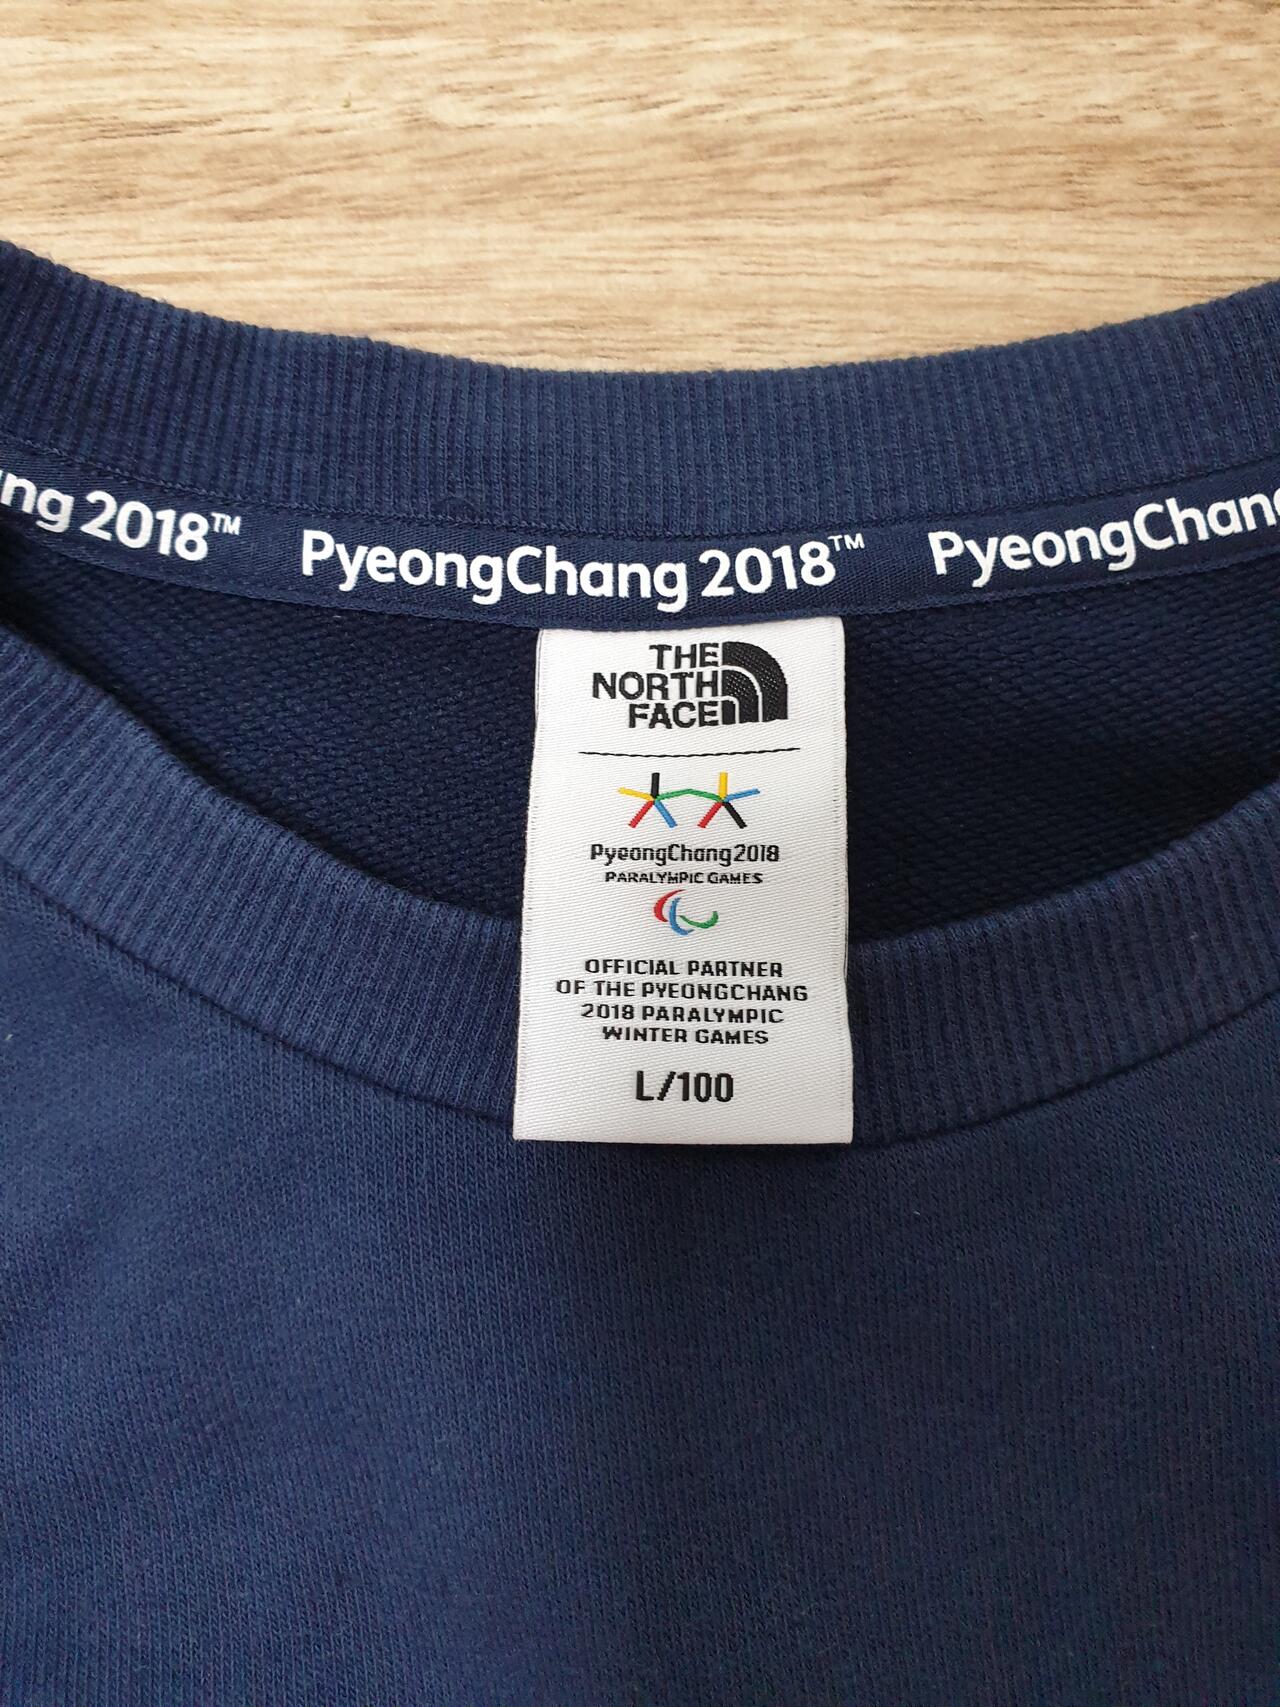 ng 2018™ PyeongChang 2018™ PyeongChang
THE
NORTH
FACE
PyeongChang2018
PARALYMPIC GAMES
OFFICIAL PARTNER
OF THE PYEONGCHANG
2018 PARALYMPIC
WINTER GAMES
L/100